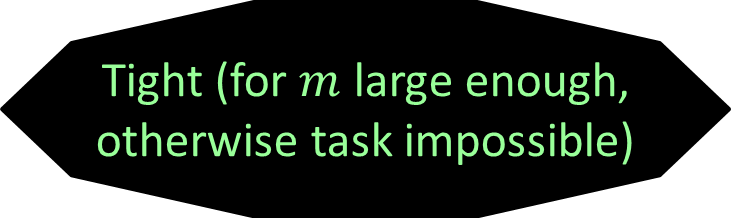 Tight (for m large enough,
otherwise task impossible)